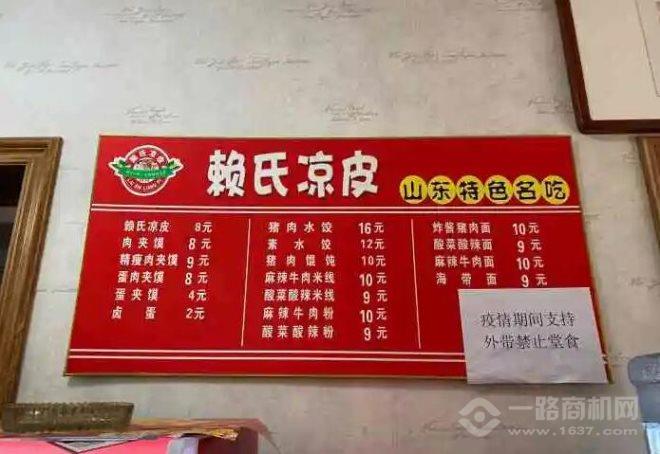 赖氏凉皮
赖氏凉皮 山东特色名吃
赖氏凉皮 8元
肉夹馍 8元
精瘦肉夹馍 9元
蛋肉夹馍 8元
蛋夹馍 4元
卤蛋 2元
猪肉水饺 16元
素水饺 12元
猪肉馄饨 10元
麻辣牛肉米线 10元
酸菜酸辣米线 9元
麻辣牛肉粉 10元
酸菜酸辣粉 9元
炸酱猪肉面 10元
酸菜酸辣面 9元
麻辣牛肉面 10元
海带面 9元
疫情期间支持
外带禁止堂食
一路商机网
www.1637.com